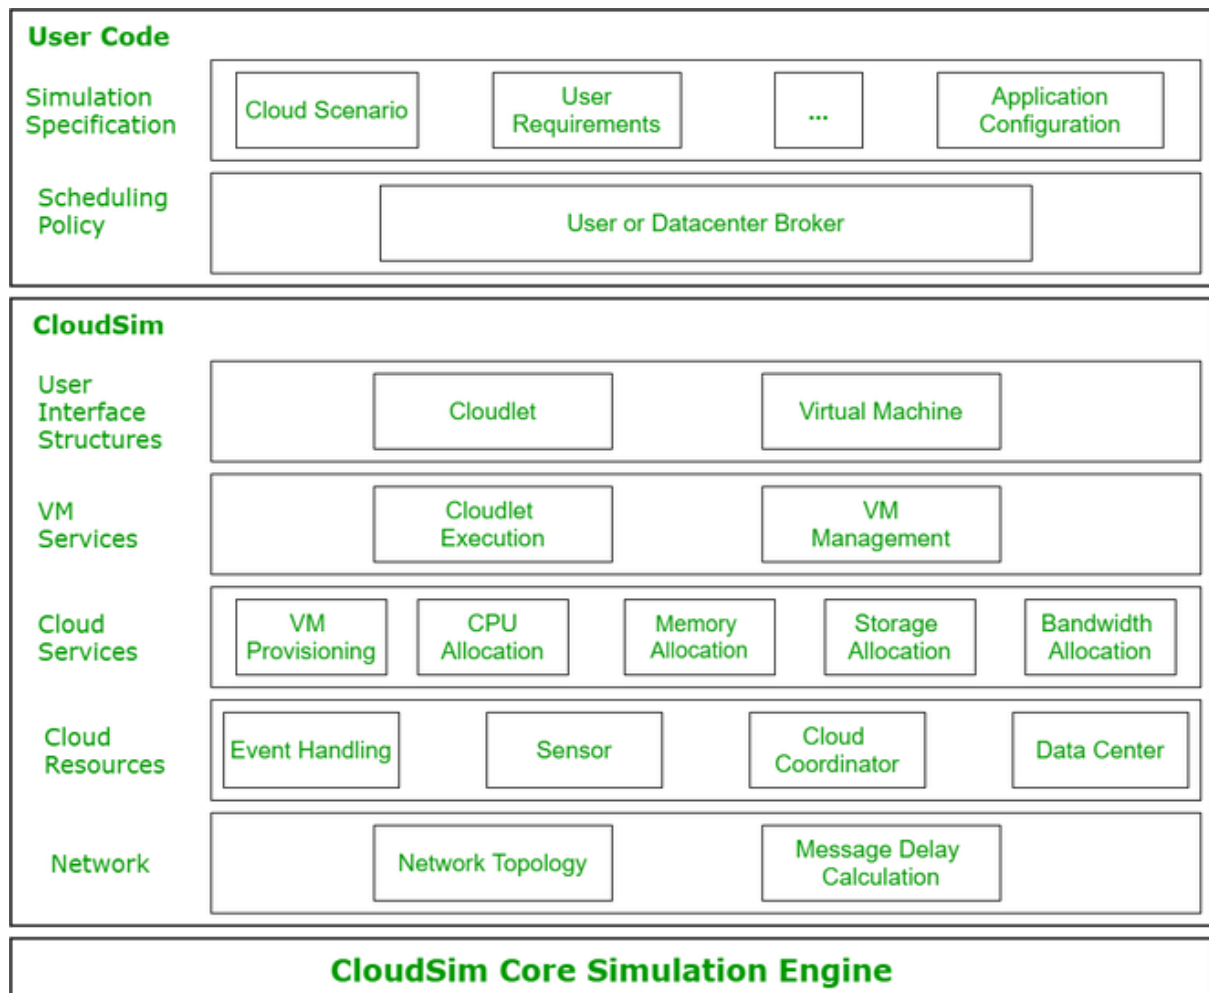 User Code
Simulation
Specification
Cloud Scenario
User
Requirements
...
Application
Configuration
Scheduling
Policy
User or Datacenter Broker
CloudSim
User
Interface
Structures
Cloudlet
Virtual Machine
VM
Services
Cloudlet
Execution
VM
Management
Cloud
Services
VM
Provisioning
CPU
Allocation
Memory
Allocation
Storage
Allocation
Bandwidth
Allocation
Cloud
Resources
Event Handling
Sensor
Cloud
Coordinator
Data Center
Network
Network Topology
Message Delay
Calculation
CloudSim Core Simulation Engine